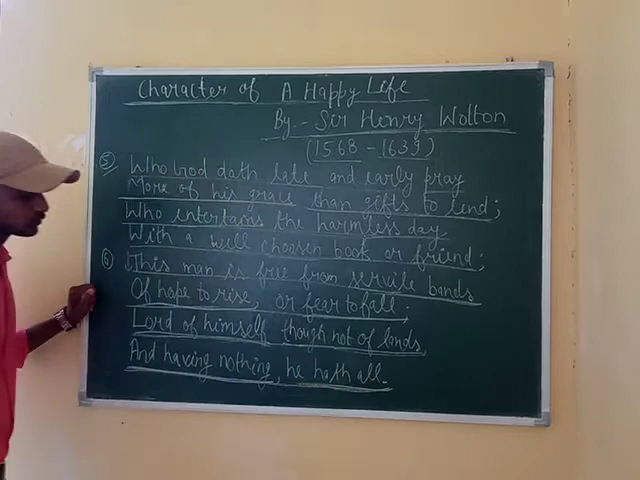 Character of A Happy Life
By:- Sir Henry Wolton
(1568 - 1639)
⑤ Who God dath late and early pray
More of his grace than gifts to lend;
Who entertains the harmless day
With a well choosen book or friend;
⑥ This man is free from servile bands
Of hope to rise, or fear to fall;
Lord of himself though not of lands,
And having nothing, he hath all.